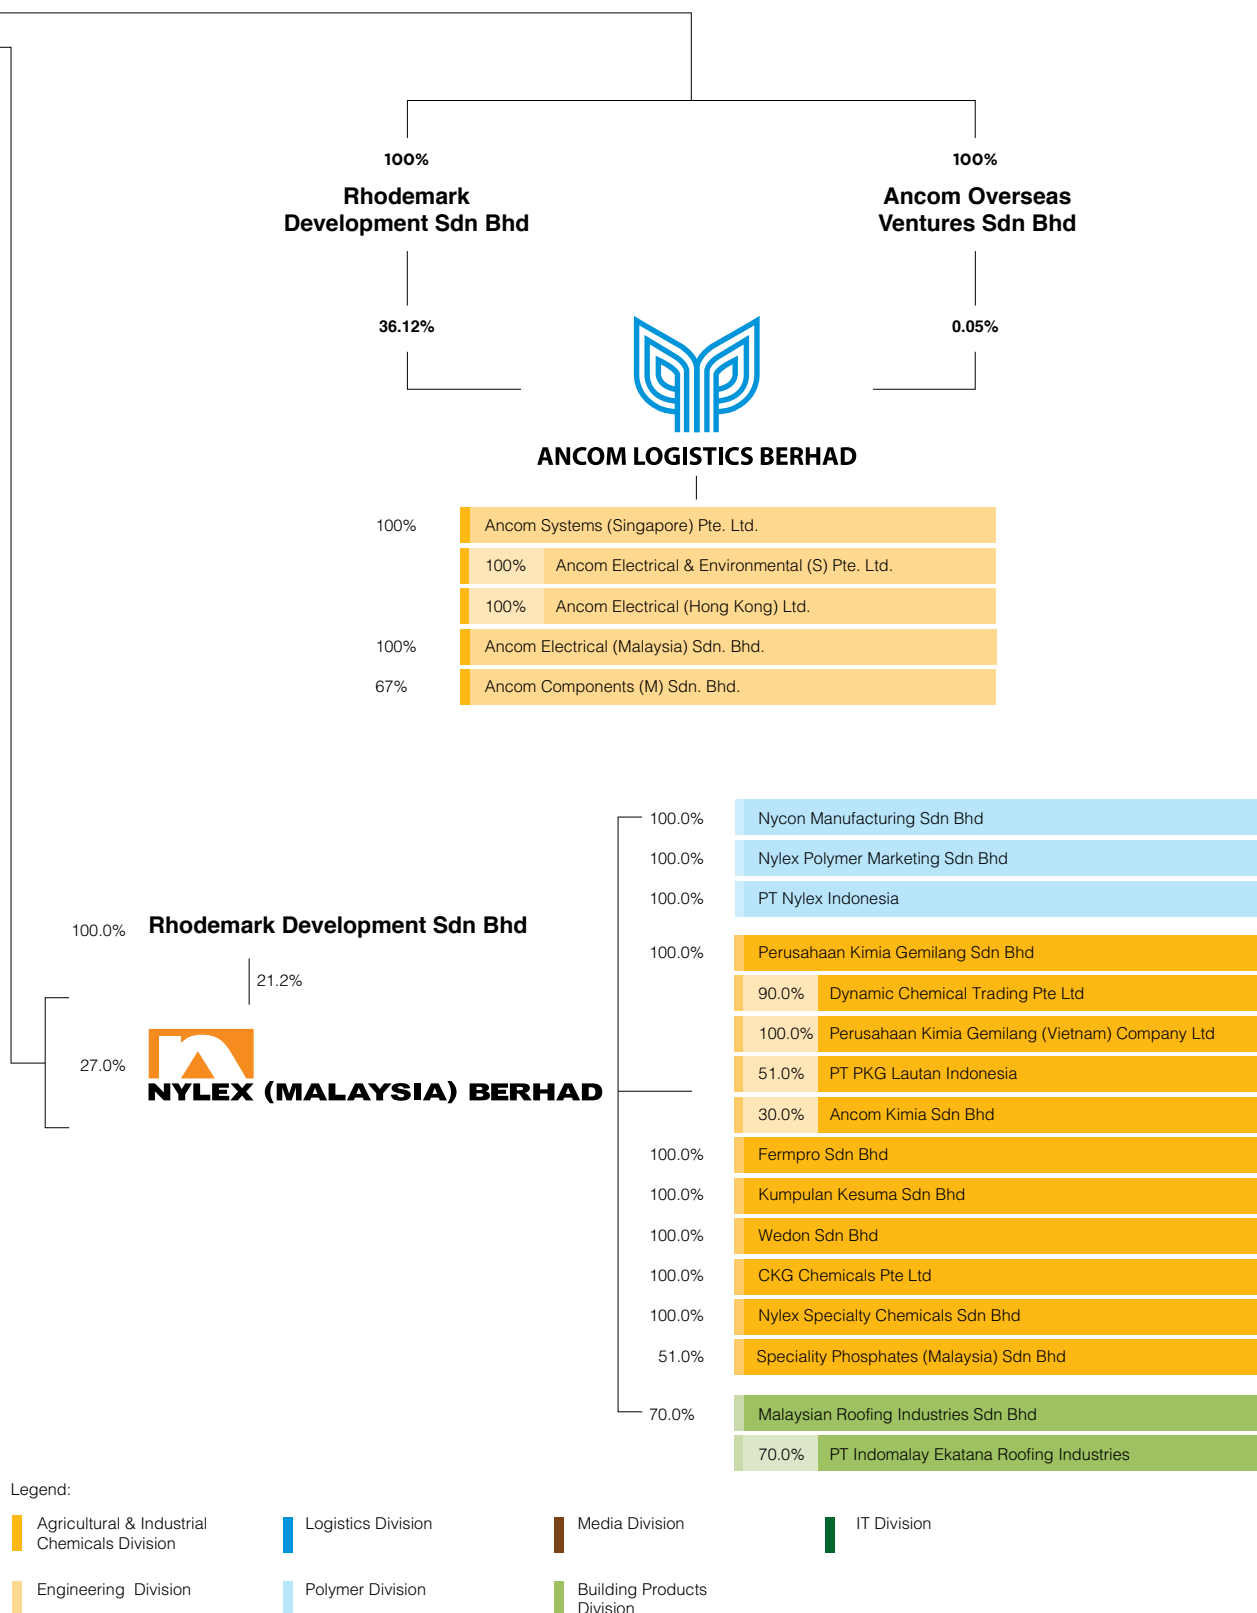 100%
100%
Rhodemark
Development Sdn Bhd
Ancom Overseas
Ventures Sdn Bhd
36.12%
0.05%
ANCOM LOGISTICS BERHAD
100% Ancom Systems (Singapore) Pte. Ltd.
100% Ancom Electrical & Environmental (S) Pte. Ltd.
100% Ancom Electrical (Hong Kong) Ltd.
100% Ancom Electrical (Malaysia) Sdn. Bhd.
67% Ancom Components (M) Sdn. Bhd.
100.0% Rhodemark Development Sdn Bhd
21.2%
27.0%
NYLEX (MALAYSIA) BERHAD
100.0% Nycon Manufacturing Sdn Bhd
100.0% Nylex Polymer Marketing Sdn Bhd
100.0% PT Nylex Indonesia
100.0% Perusahaan Kimia Gemilang Sdn Bhd
90.0% Dynamic Chemical Trading Pte Ltd
100.0% Perusahaan Kimia Gemilang (Vietnam) Company Ltd
51.0% PT PKG Lautan Indonesia
30.0% Ancom Kimia Sdn Bhd
100.0% Fermpro Sdn Bhd
100.0% Kumpulan Kesuma Sdn Bhd
100.0% Wedon Sdn Bhd
100.0% CKG Chemicals Pte Ltd
100.0% Nylex Specialty Chemicals Sdn Bhd
51.0% Speciality Phosphates (Malaysia) Sdn Bhd
70.0% Malaysian Roofing Industries Sdn Bhd
70.0% PT Indomalay Ekatana Roofing Industries
Legend:
Agricultural & Industrial
Chemicals Division
Logistics Division
Media Division
IT Division
Engineering Division
Polymer Division
Building Products
Division